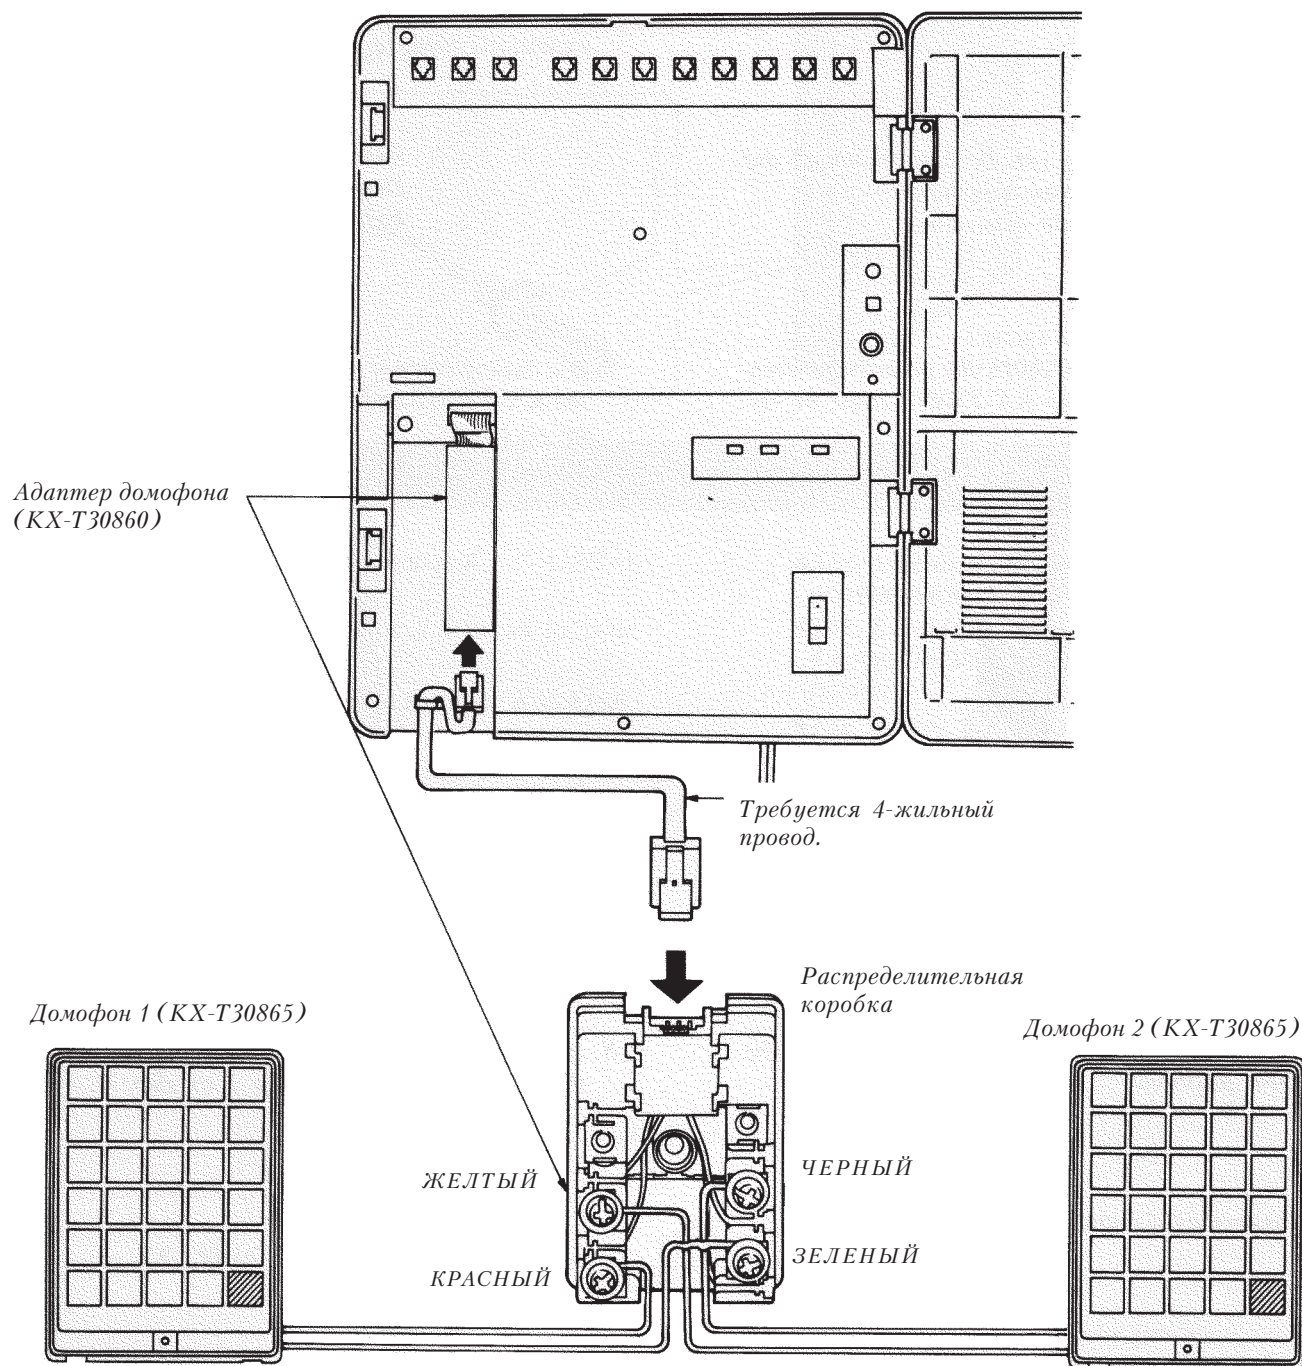 Адаптер домофона
(KX-T30860)
Требуется 4-жильный
провод.
Распределительная
коробка
Домофон 1 (KX-T30865)
Домофон 2 (KX-T30865)
ЖЕЛТЫЙ
ЧЕРНЫЙ
КРАСНЫЙ
ЗЕЛЕНЫЙ